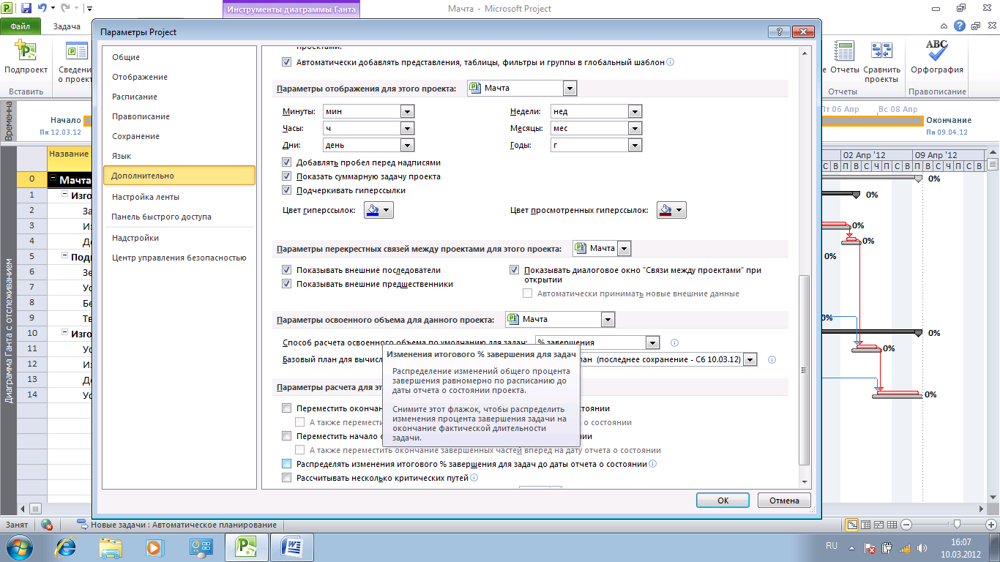 Инструменты диаграммы Ганта
Мачта - Microsoft Project
Файл
Задача
Параметры Project
Подпроект
Сведени
о проект
Вставить
Общие
Отображение
Расписание
Правописание
Сохранение
Язык
Дополнительно
Настройка ленты
Панель быстрого доступа
Надстройки
Центр управления безопасностью
проектами.
Автоматически добавлять представления, таблицы, фильтры и группы в глобальный шаблон
Параметры отображения для этого проекта: Мачта
Минуты: мин Недели: нед
Часы: ч Месяцы: мес
Дни: день Годы: г
Добавлять пробел перед надписями
Показать суммарную задачу проекта
Подчеркивать гиперссылки
Цвет гиперссылок: Цвет просмотренных гиперссылок:
Параметры перекрестных связей между проектами для этого проекта: Мачта
Показывать внешние последователи
Показывать внешние предшественники
Показывать диалоговое окно "Связи между проектами" при
открытии
Автоматически принимать новые внешние данные
Параметры освоенного объема для данного проекта: Мачта
Способ расчета освоенного объема по умолчанию для задач: % завершения
Базовый план для вычисл лан (последнее сохранение - Сб 10.03.12)
Изменения итогового % завершения для задач
Распределение изменений общего процента
завершения равномерно по расписанию до
даты отчета о состоянии проекта.
Снимите этот флажок, чтобы распределить
изменения процента завершения задачи на
окончание фактической длительности
задачи.
Параметры расчета для эт
Переместить оконча стоянии
А также перемести о состоянии
Переместить начало нии
А также переместить окончание завершенных частей вперед на дату отчета о состоянии
Распределять изменения итогового % завершения для задач до даты отчета о состоянии
Рассчитывать несколько критических путей
ОК
Отмена
е Отчеты
Сравнить
проекты
Отчеты
ABC
Орфография
Правописание
Временна
Начало
Пн 12.03.12
Пт 06 Апр Вс 08 Апр
Окончание
Пн 09.04.12
Диаграмма Ганта с отслеживанием
Название
0 Мачта
1 Изго
2 За
3 Из
4 Де
5 Подг
6 Зе
7 Ус
8 Бе
9 Тв
10 Изго
11 Ус
12 Из
13 Де
14 Ус
02 Апр '12 09 Апр '12
С В П В С Ч П С В П В С Ч П С В
0%
0%
0%
0%
0%
0%
0%
0%
0%
0%
Занят
Новые задачи : Автоматическое планирование
RU
16:07
10.03.2012